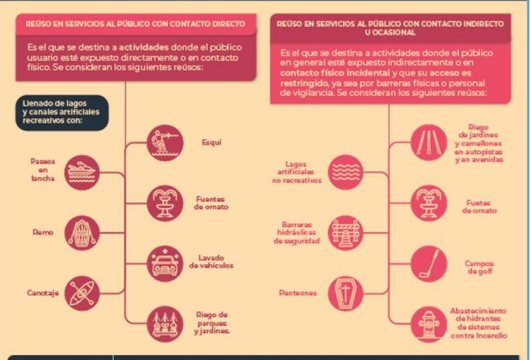 REÚSO EN SERVICIOS AL PÚBLICO CON CONTACTO DIRECTO
Es el que se destina a actividades donde el público
usuario esté expuesto directamente o en contacto
físico. Se consideran los siguientes reúsos:
Llenado de lagos
y canales artificiales
recreativos con:
Esquí
Paseos
en
lancha
Fuentes
de ornato
Remo
Lavado
de vehículos
Canotaje
Riego de
parques
y jardines.
REÚSO EN SERVICIOS AL PÚBLICO CON CONTACTO INDIRECTO
U OCASIONAL
Es el que se destina a actividades donde el público
en general esté expuesto indirectamente o en
contacto físico incidental y que su acceso es
restringido, ya sea por barreras físicas o personal
de vigilancia. Se consideran los siguientes reúsos:
Riego
de jardines
y camellones
en autopistas
y en avenidas
Lagos
artificiales
no recreativos
Fuetas
de ornato
Barreras
hidráulicas
de seguridad
Campos
de golf
Panteones
Abastecimiento
de hidrantes
de sistemas
contra Incendio